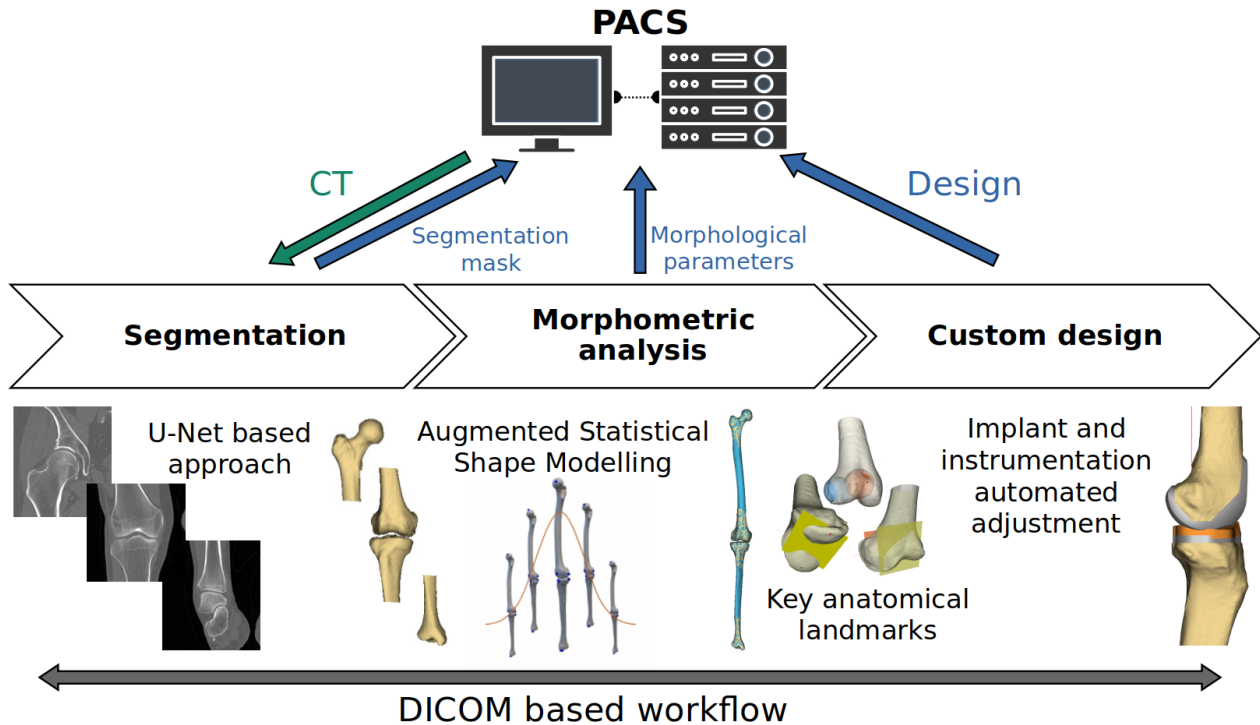 PACS
CT
Segmentation
mask
Morphological
parameters
Design
Segmentation
Morphometric
analysis
Custom design
U-Net based
approach
Augmented Statistical
Shape Modelling
Key anatomical
landmarks
Implant and
instrumentation
automated
adjustment
DICOM based workflow